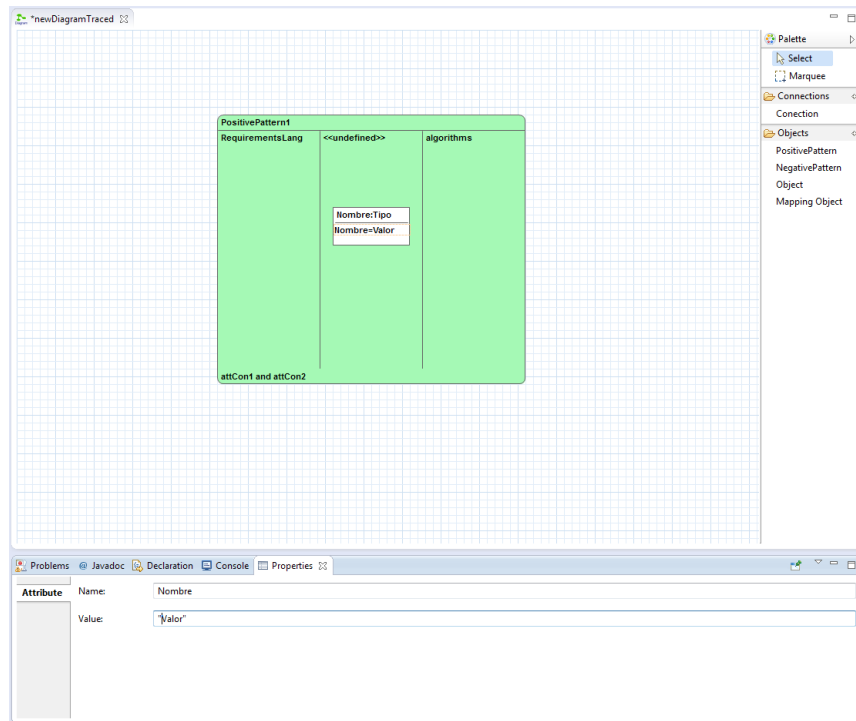 *newDiagramTraced
Palette
Select
Marquee
Connections
Conection
Objects
PositivePattern
NegativePattern
Object
Mapping Object
PositivePattern1
RequirementsLang <<undefined>> algorithms
Nombre:Tipo
Nombre=Valor
attCon1 and attCon2
Problems @ Javadoc Declaration Console Properties
Attribute Name: Nombre
Value: "Valor"